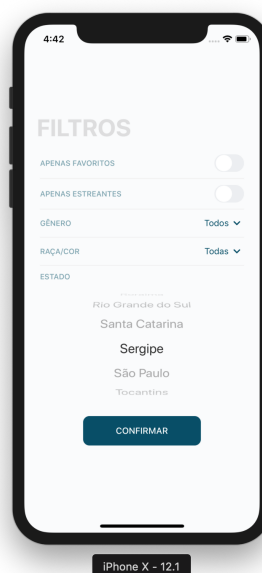 4:42
FILTROS
APENAS FAVORITOS
APENAS ESTREANTES
GÊNERO Todos
RAÇA/COR Todas
ESTADO
Rio Grande do Sul
Santa Catarina
Sergipe
São Paulo
Tocantins
CONFIRMAR
iPhone X - 12.1